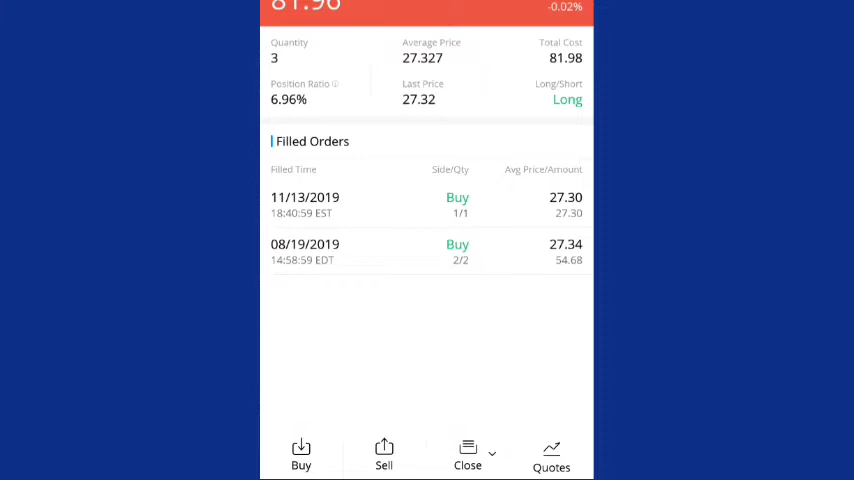 81.96
-0.02%
Quantity Average Price Total Cost
3 27.327 81.98
Position Ratio ⓘ Last Price Long/Short
6.96% 27.32 Long
Filled Orders
Filled Time Side/Qty Avg Price/Amount
11/13/2019 Buy 27.30
18:40:59 EST 1/1 27.30
08/19/2019 Buy 27.34
14:58:59 EDT 2/2 54.68
Buy Sell Close Quotes